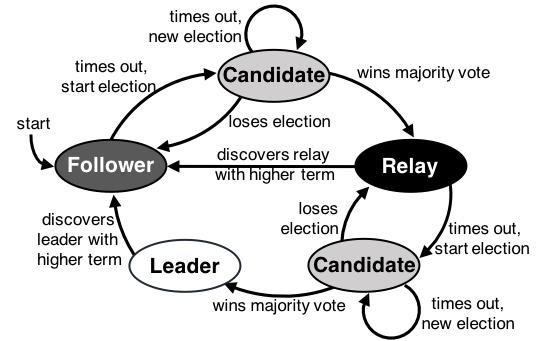 times out,
new election
Candidate
times out,
start election
wins majority vote
start
loses election
Follower
discovers relay
with higher term
Relay
discovers
leader with
higher term
loses
election
times out,
start election
Leader
Candidate
wins majority vote
times out,
new election